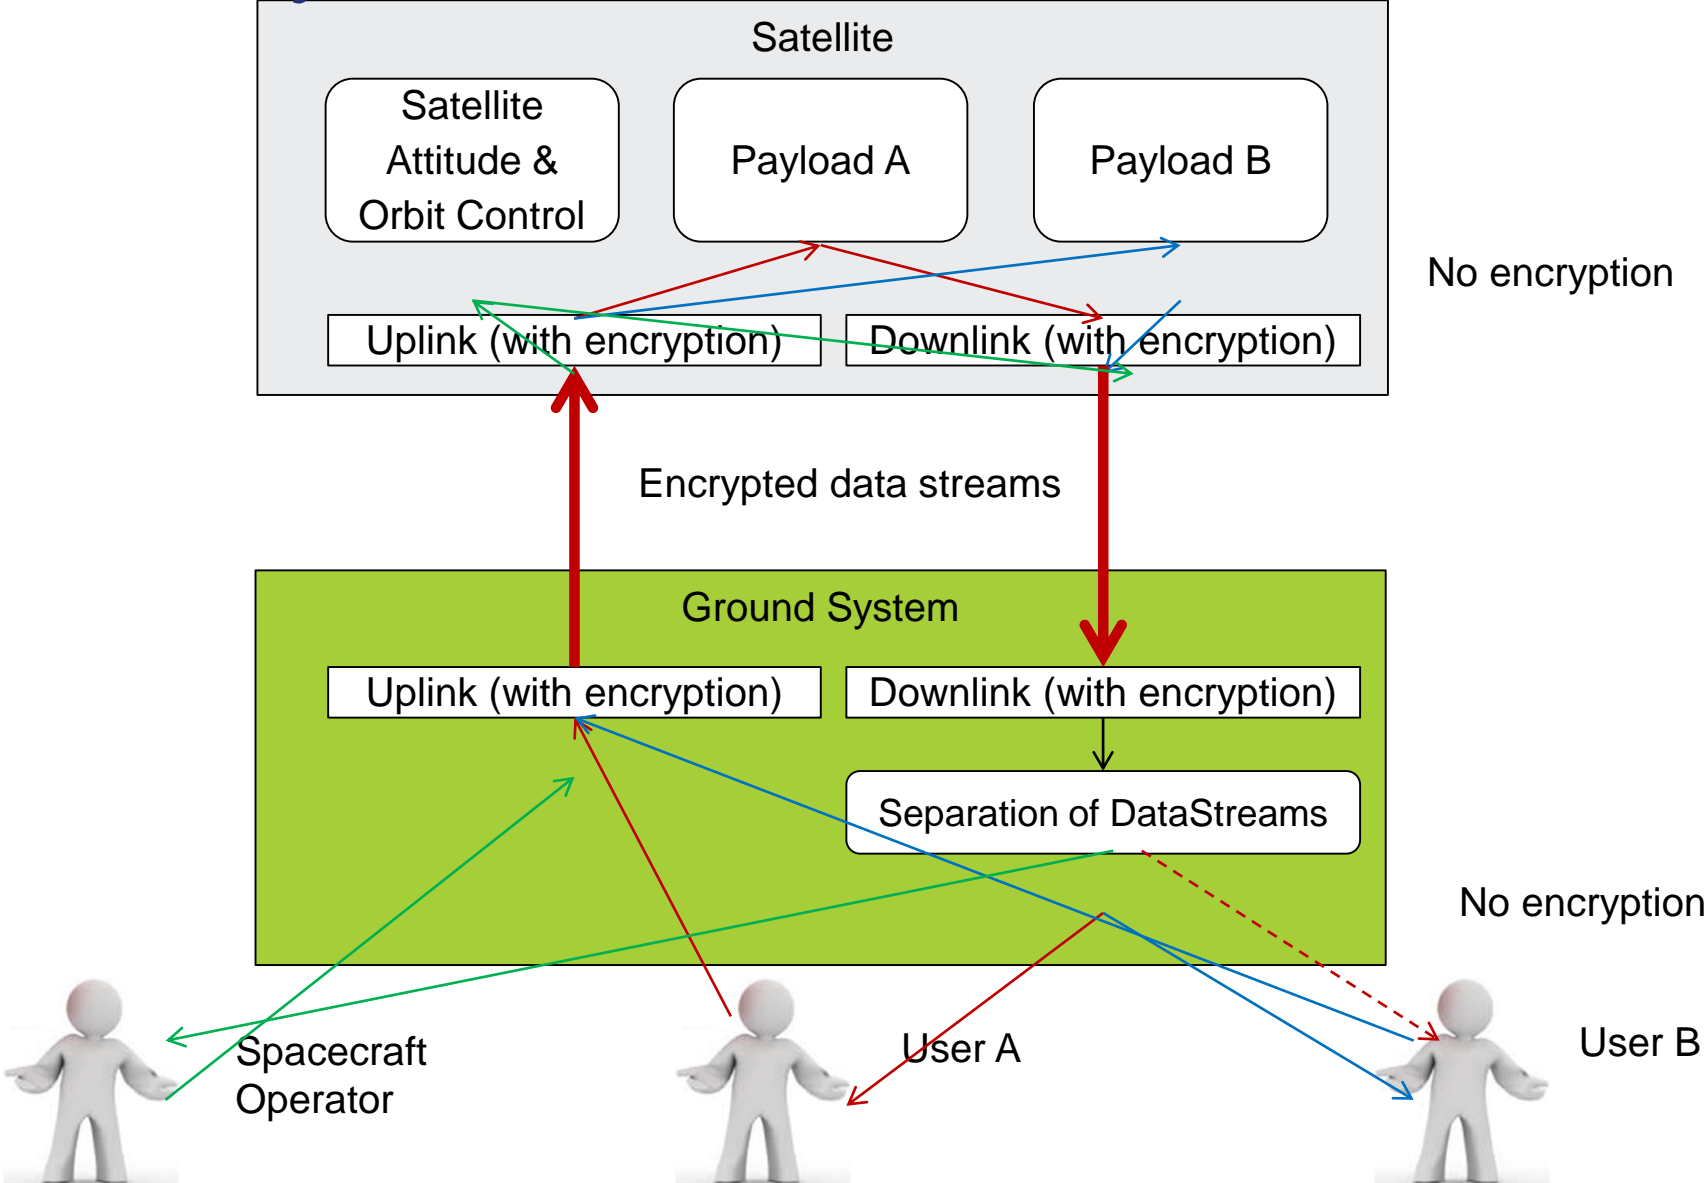 Satellite
Satellite
Attitude &
Orbit Control
Payload A
Payload B
No encryption
Uplink (with encryption)
Downlink (with encryption)
Encrypted data streams
Ground System
Uplink (with encryption)
Downlink (with encryption)
Separation of DataStreams
No encryption
Spacecraft
Operator
User A
User B